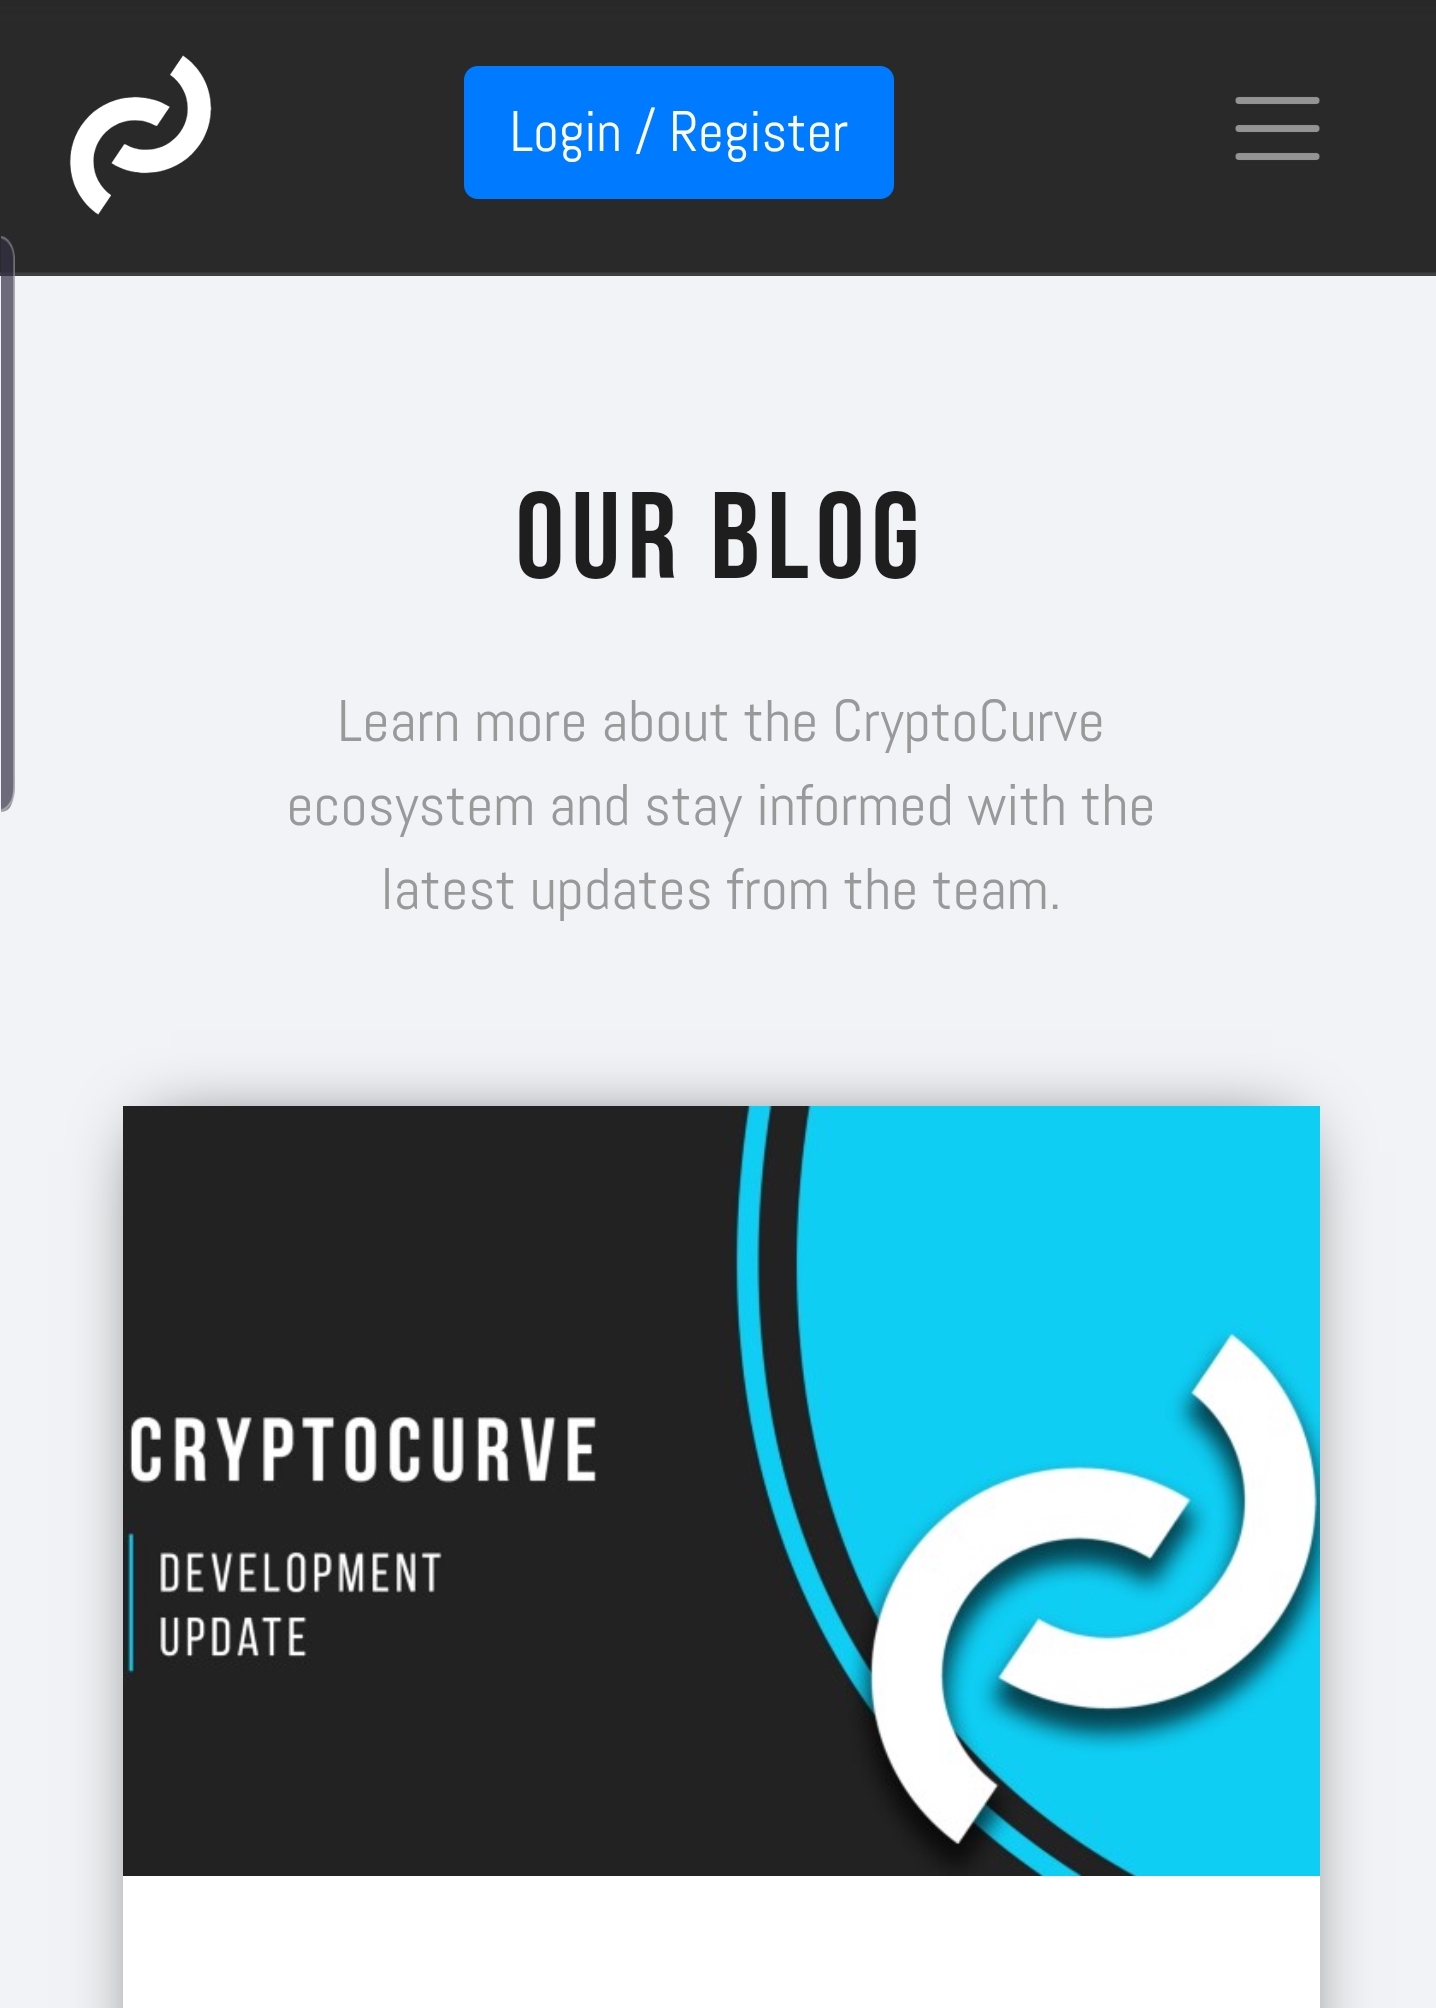 Login / Register
OUR BLOG
Learn more about the CryptoCurve
ecosystem and stay informed with the
latest updates from the team.
CRYPTOCURVE
DEVELOPMENT
UPDATE